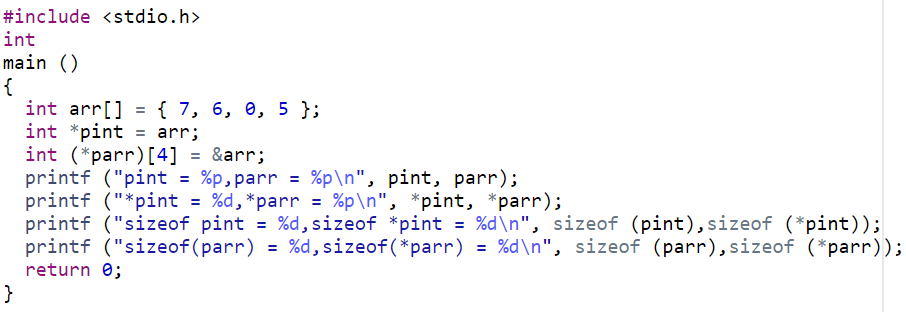 #include <stdio.h>
int
main ()
{
  int arr[] = { 7, 6, 0, 5 };
  int *pint = arr;
  int (*parr)[4] = &arr;
  printf ("pint = %p,parr = %p\n", pint, parr);
  printf ("*pint = %d,*parr = %p\n", *pint, *parr);
  printf ("sizeof pint = %d,sizeof *pint = %d\n", sizeof (pint),sizeof (*pint));
  printf ("sizeof(parr) = %d,sizeof(*parr) = %d\n", sizeof (parr),sizeof (*parr));
  return 0;
}